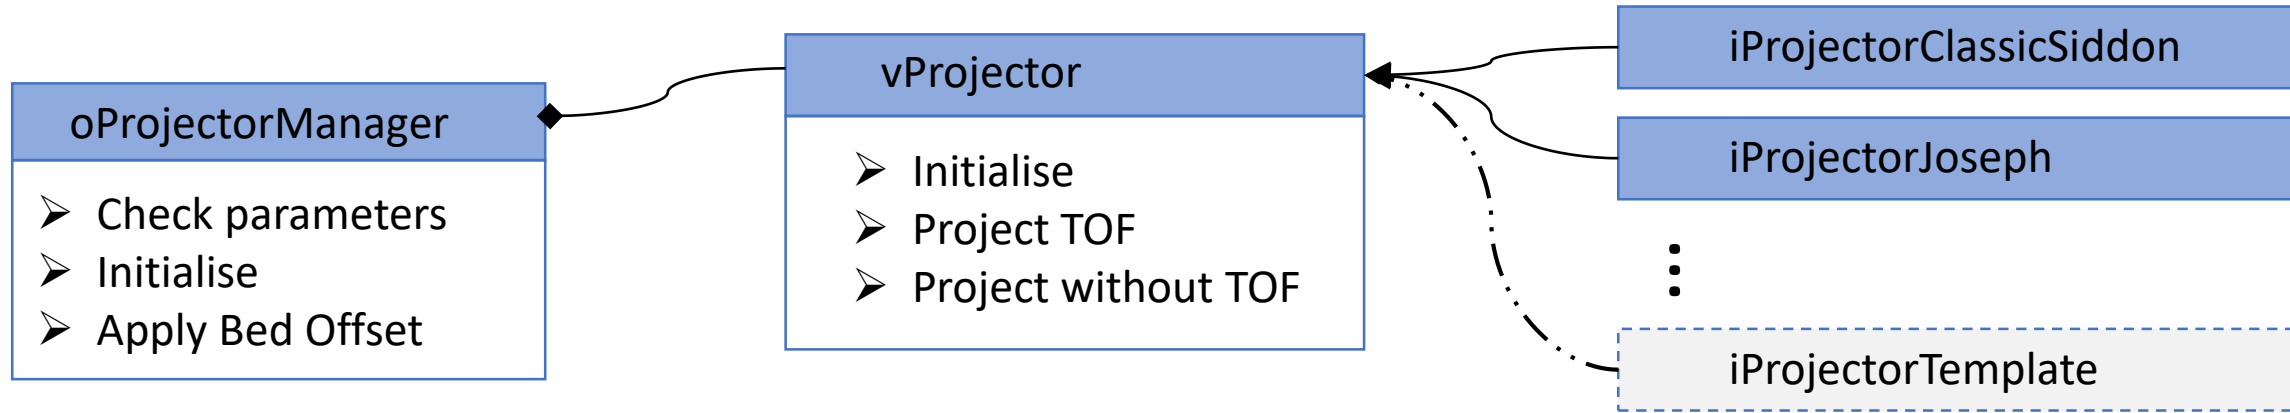 oProjectorManager
Check parameters
Initialise
Apply Bed Offset
vProjector
Initialise
Project TOF
Project without TOF
iProjectorClassicSiddon
iProjectorJoseph
iProjectorTemplate